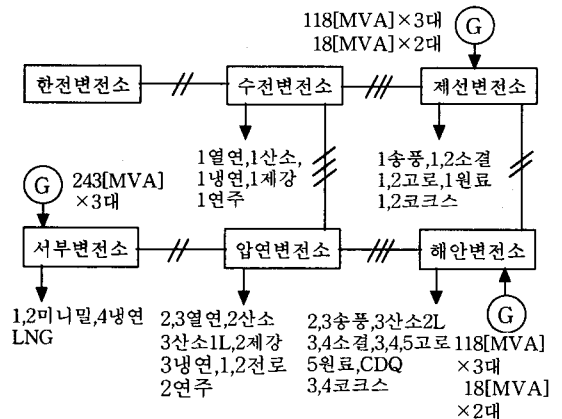 118[MVA]×3대
18[MVA]×2대
G
한전변전소
수전변전소
제선변전소
1열연,1산소,
1냉연,1제강
1연주
1송풍,1,2소결
1,2고로,1원료
1,2코크스
G
243[MVA]
×3대
서부변전소
압연변전소
해안변전소
1,2미니밀,4냉연
LNG
2,3열연,2산소
3산소1L,2제강
3냉연,1,2전로
2연주
2,3송풍,3산소2L
3,4소결,3,4,5고로
5원료,CDQ
3,4코크스
G
118[MVA]
×3대
18[MVA]
×2대